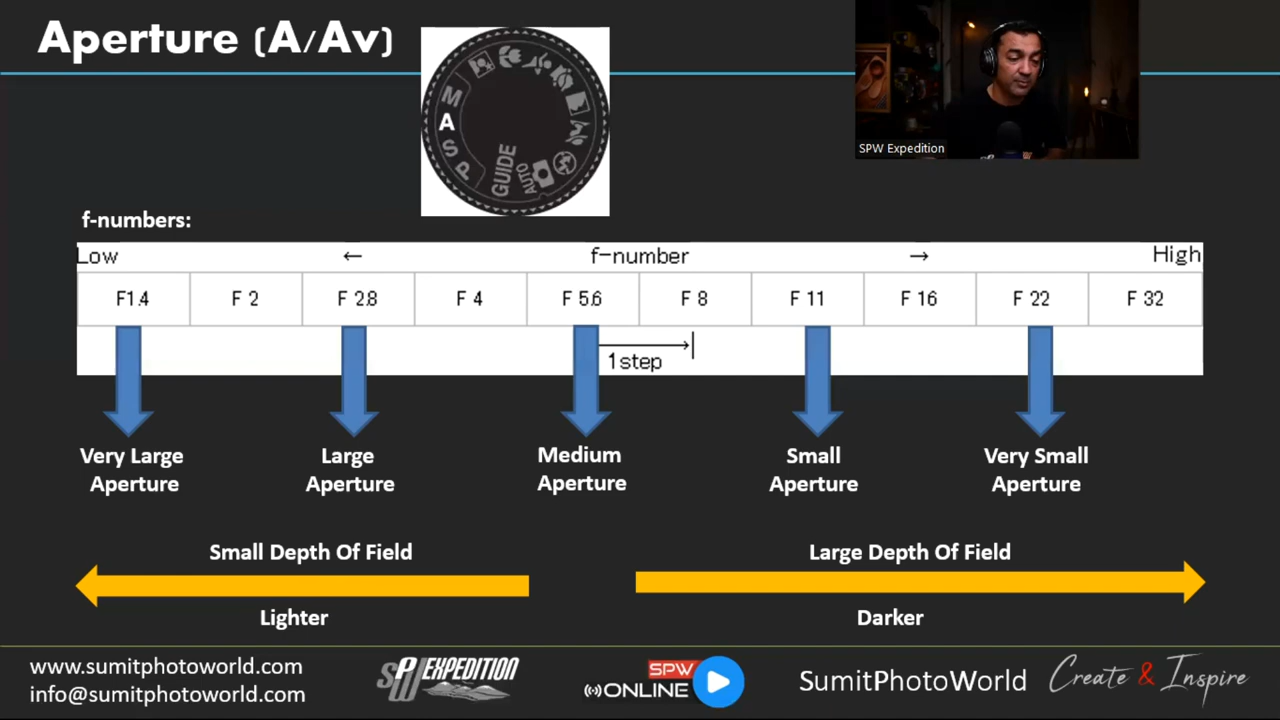 Aperture (A/Av)
M
A
S
P
GUIDE
AUTO
SPW Expedition
f-numbers:
Low ← f-number → High
F1.4 F 2 F 2.8 F 4 F 5.6 F 8 F 11 F 16 F 22 F 32
1step
Very Large
Aperture
Large
Aperture
Medium
Aperture
Small
Aperture
Very Small
Aperture
Small Depth Of Field
Large Depth Of Field
Lighter
Darker
www.sumitphotoworld.com
info@sumitphotoworld.com
SPW EXPEDITION
SPW
ONLINE
SumitPhotoWorld
Create & Inspire